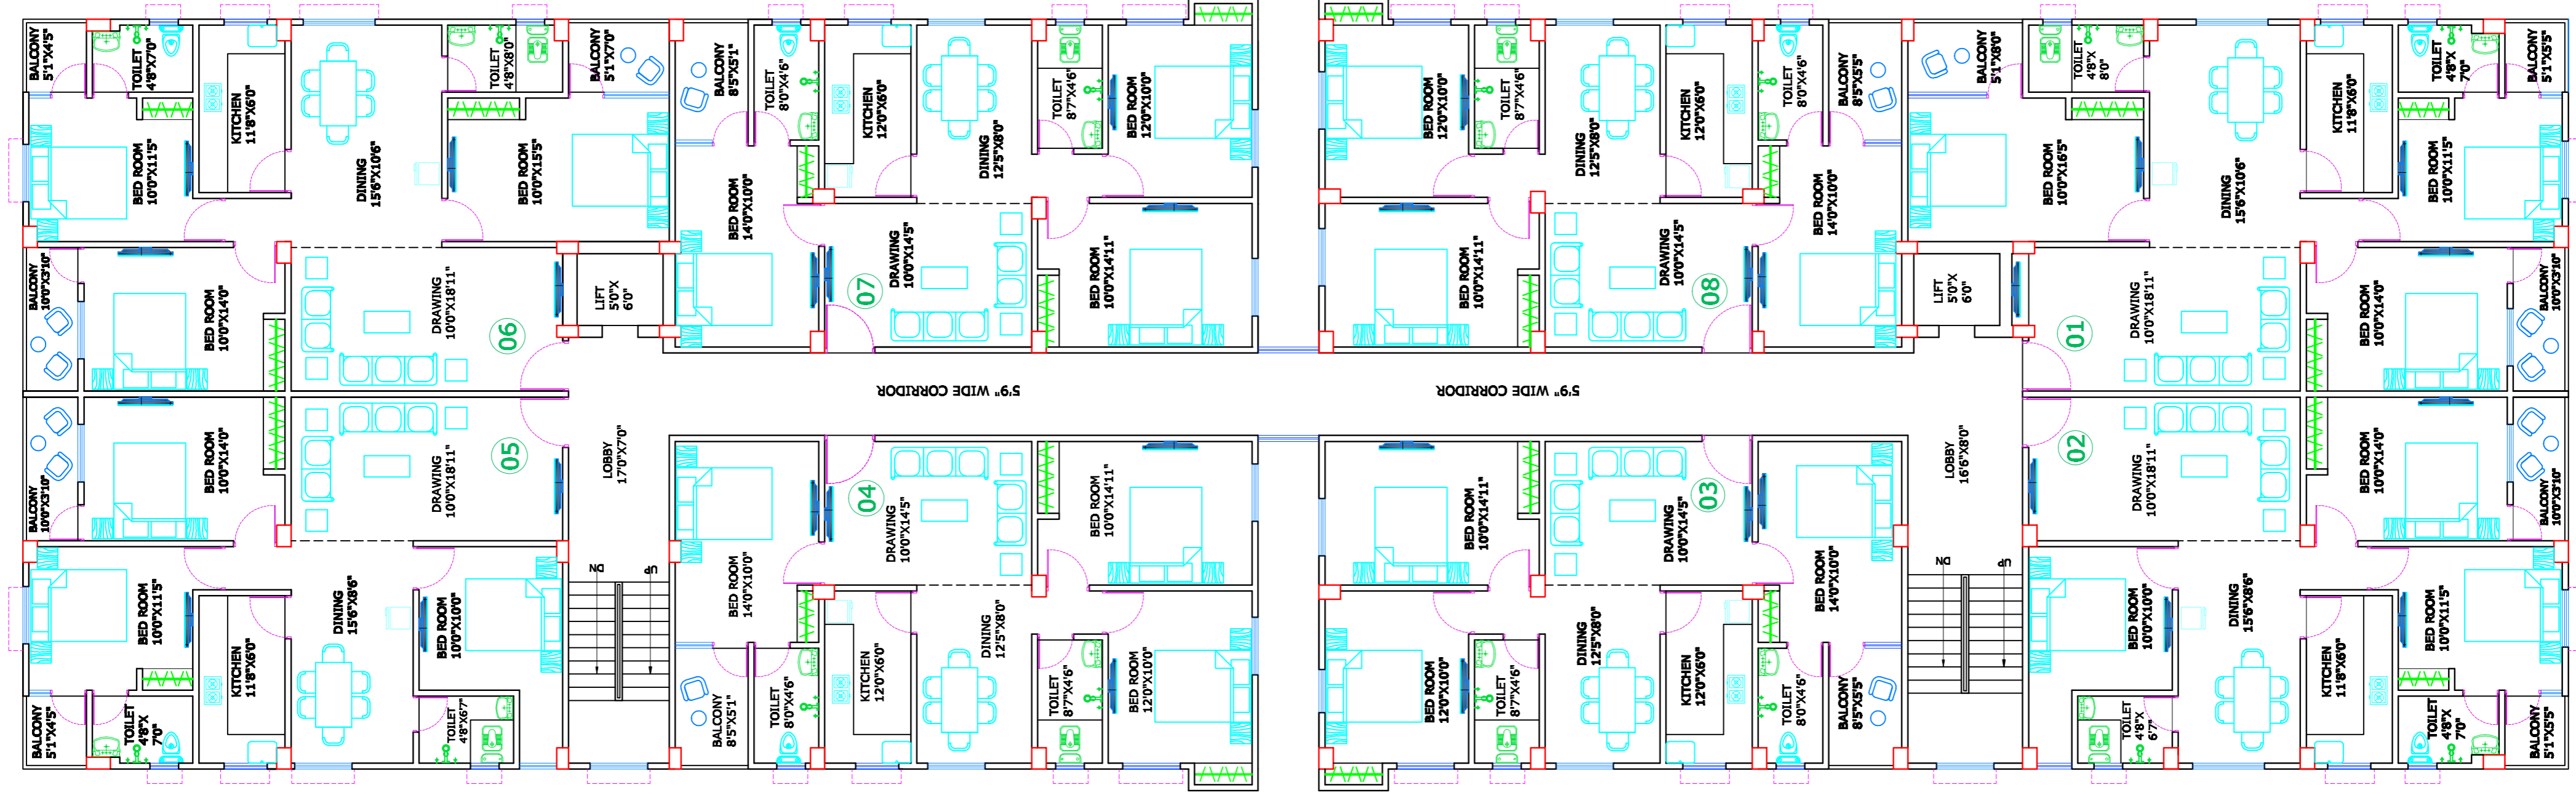 BALCONY
5'1"X4'5"
TOILET
4'8"X7'0"
KITCHEN
11'8"X6'0"
DINING
15'6"X10'6"
TOILET
4'8"X8'0"
BALCONY
5'1"X7'0"
BED ROOM
10'0"X11'5"
BED ROOM
10'0"X15'5"
BALCONY
10'0"X3'10"
BED ROOM
10'0"X14'0"
DRAWING
10'0"X18'11"
06
LIFT
5'0"X
6'0"
BALCONY
8'5"X5'1"
TOILET
8'0"X4'6"
KITCHEN
12'0"X6'0"
DINING
12'5"X8'0"
TOILET
8'7"X4'6"
BED ROOM
12'0"X10'0"
BED ROOM
14'0"X10'0"
07
DRAWING
10'0"X14'5"
BED ROOM
10'0"X14'11"
BED ROOM
12'0"X10'0"
TOILET
8'7"X4'6"
DINING
12'5"X8'0"
KITCHEN
12'0"X6'0"
TOILET
8'0"X4'6"
BALCONY
8'5"X5'5"
BED ROOM
10'0"X14'11"
DRAWING
10'0"X14'5"
08
BED ROOM
14'0"X10'0"
BALCONY
5'1"X8'0"
TOILET
4'8"X
8'0"
DINING
15'6"X10'6"
KITCHEN
11'8"X6'0"
TOILET
4'8"X
7'0"
BALCONY
5'1"X5'5"
BED ROOM
10'0"X16'5"
BED ROOM
10'0"X11'5"
LIFT
5'0"X
6'0"
01
DRAWING
10'0"X18'11"
BED ROOM
10'0"X14'0"
BALCONY
10'0"X3'10"
5'9" WIDE CORRIDOR
5'9" WIDE CORRIDOR
BALCONY
10'0"X3'10"
BED ROOM
10'0"X14'0"
DRAWING
10'0"X18'11"
05
LOBBY
17'0"X7'0"
BED ROOM
10'0"X11'5"
KITCHEN
11'8"X6'0"
DINING
15'6"X8'6"
BED ROOM
10'0"X10'0"
BALCONY
5'1"X4'5"
TOILET
4'8"X
7'0"
TOILET
4'8"X6'7"
DN
UP
BED ROOM
14'0"X10'0"
04
DRAWING
10'0"X14'5"
BED ROOM
10'0"X14'11"
BALCONY
8'5"X5'1"
TOILET
8'0"X4'6"
KITCHEN
12'0"X6'0"
DINING
12'5"X8'0"
TOILET
8'7"X4'6"
BED ROOM
12'0"X10'0"
BED ROOM
10'0"X14'11"
DRAWING
10'0"X14'5"
03
BED ROOM
14'0"X10'0"
BED ROOM
12'0"X10'0"
TOILET
8'7"X4'6"
DINING
12'5"X8'0"
KITCHEN
12'0"X6'0"
TOILET
8'0"X4'6"
BALCONY
8'5"X5'5"
LOBBY
16'6"X8'0"
DN
UP
02
DRAWING
10'0"X18'11"
BED ROOM
10'0"X14'0"
BALCONY
10'0"X3'10"
BED ROOM
10'0"X10'0"
DINING
15'6"X8'6"
BED ROOM
10'0"X11'5"
TOILET
4'8"X
6'7"
KITCHEN
11'8"X6'0"
TOILET
4'8"X
7'0"
BALCONY
5'1"X5'5"